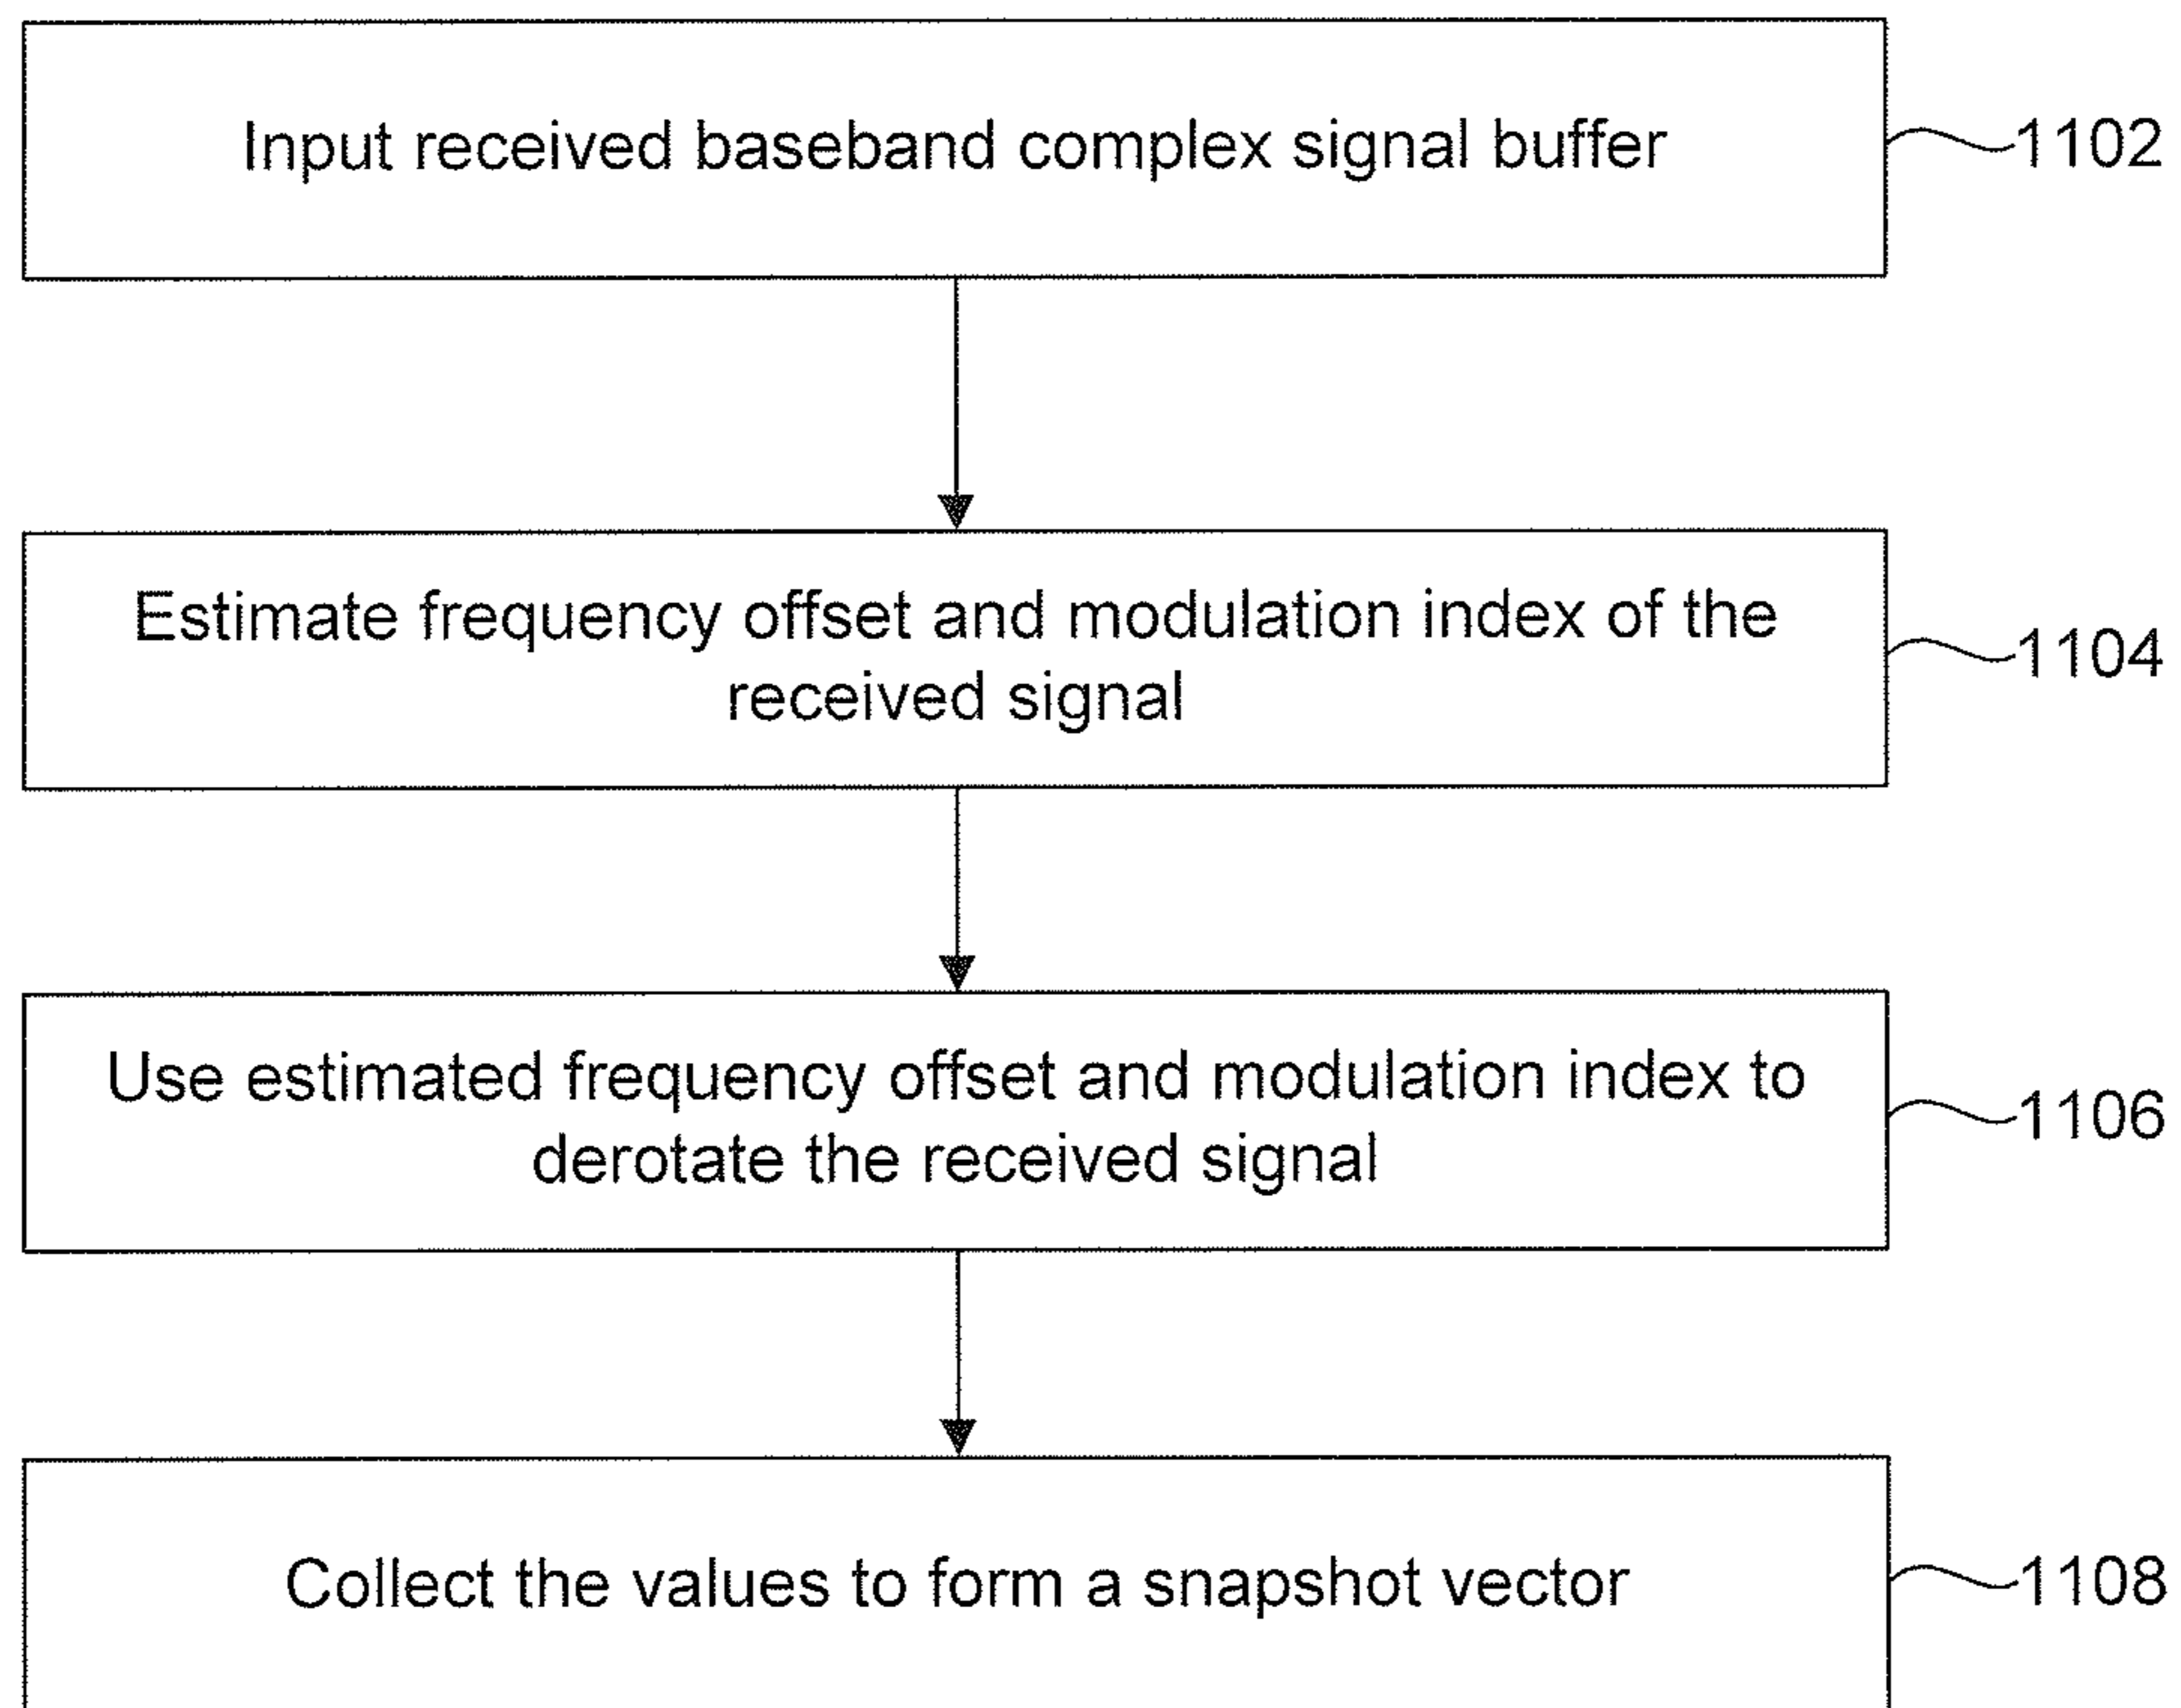 Input received baseband complex signal buffer
1102
Estimate frequency offset and modulation index of the
received signal
1104
Use estimated frequency offset and modulation index to
derotate the received signal
1106
Collect the values to form a snapshot vector
1108